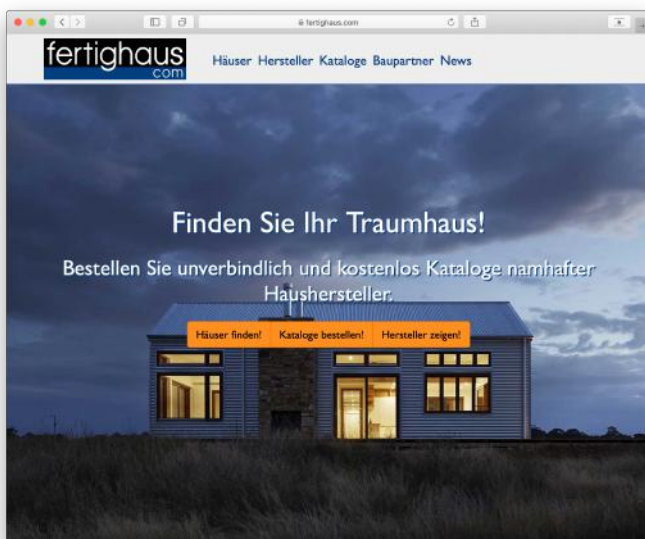 fertighaus.com
fertighaus
com
Häuser Hersteller Kataloge Baupartner News
Finden Sie Ihr Traumhaus!
Bestellen Sie unverbindlich und kostenlos Kataloge namhafter
Haushersteller.
Häuser finden! Kataloge bestellen! Hersteller zeigen!